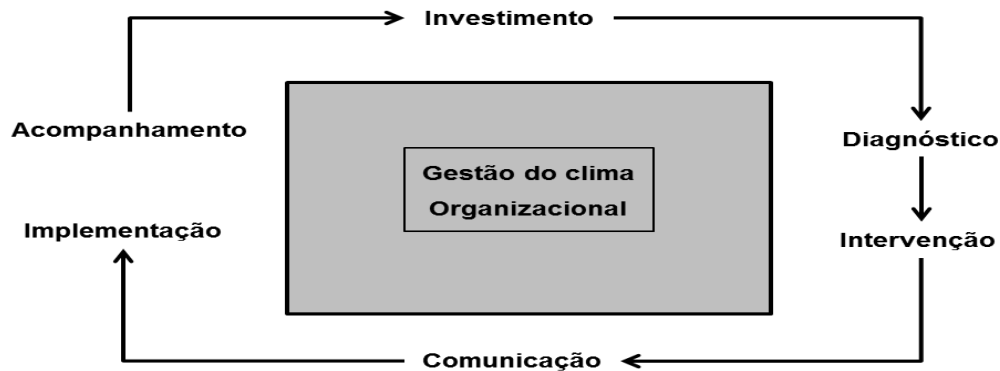 Investimento
Acompanhamento
Diagnóstico
Gestão do clima
Organizacional
Implementação
Intervenção
Comunicação